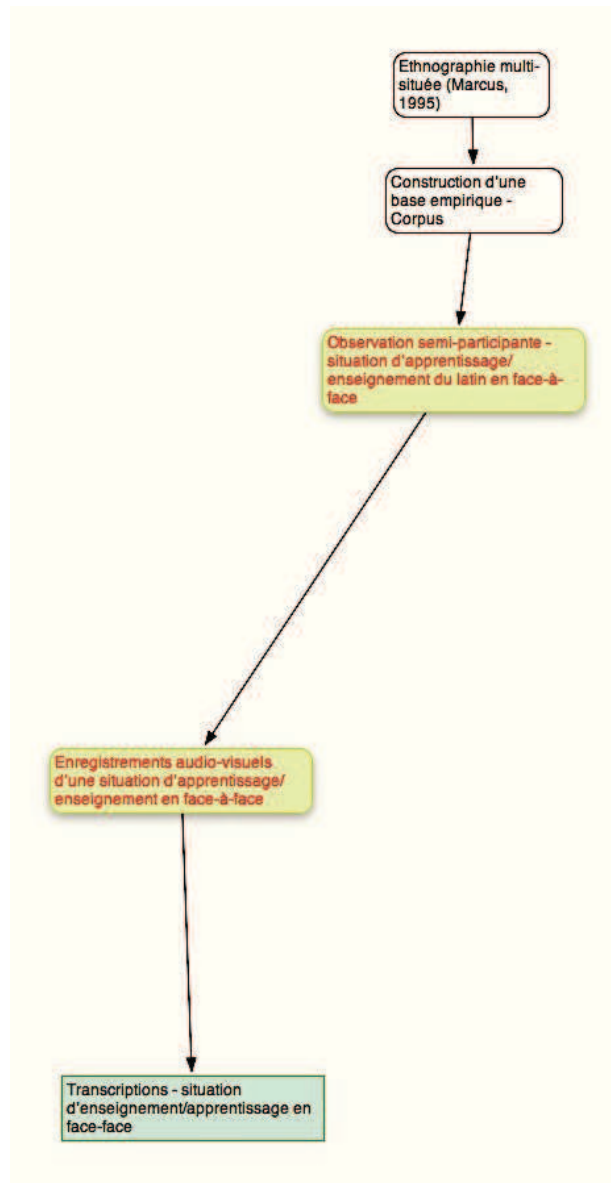 Ethnographie multi-
située (Marcus,
1995)
Construction d'une
base empirique -
Corpus
Observation semi-participante -
situation d'apprentissage/
enseignement du latin en face-à-
face
Enregistrements audio-visuels
d'une situation d'apprentissage/
enseignement en face-à-face
Transcriptions - situation
d'enseignement/apprentissage en
face-face